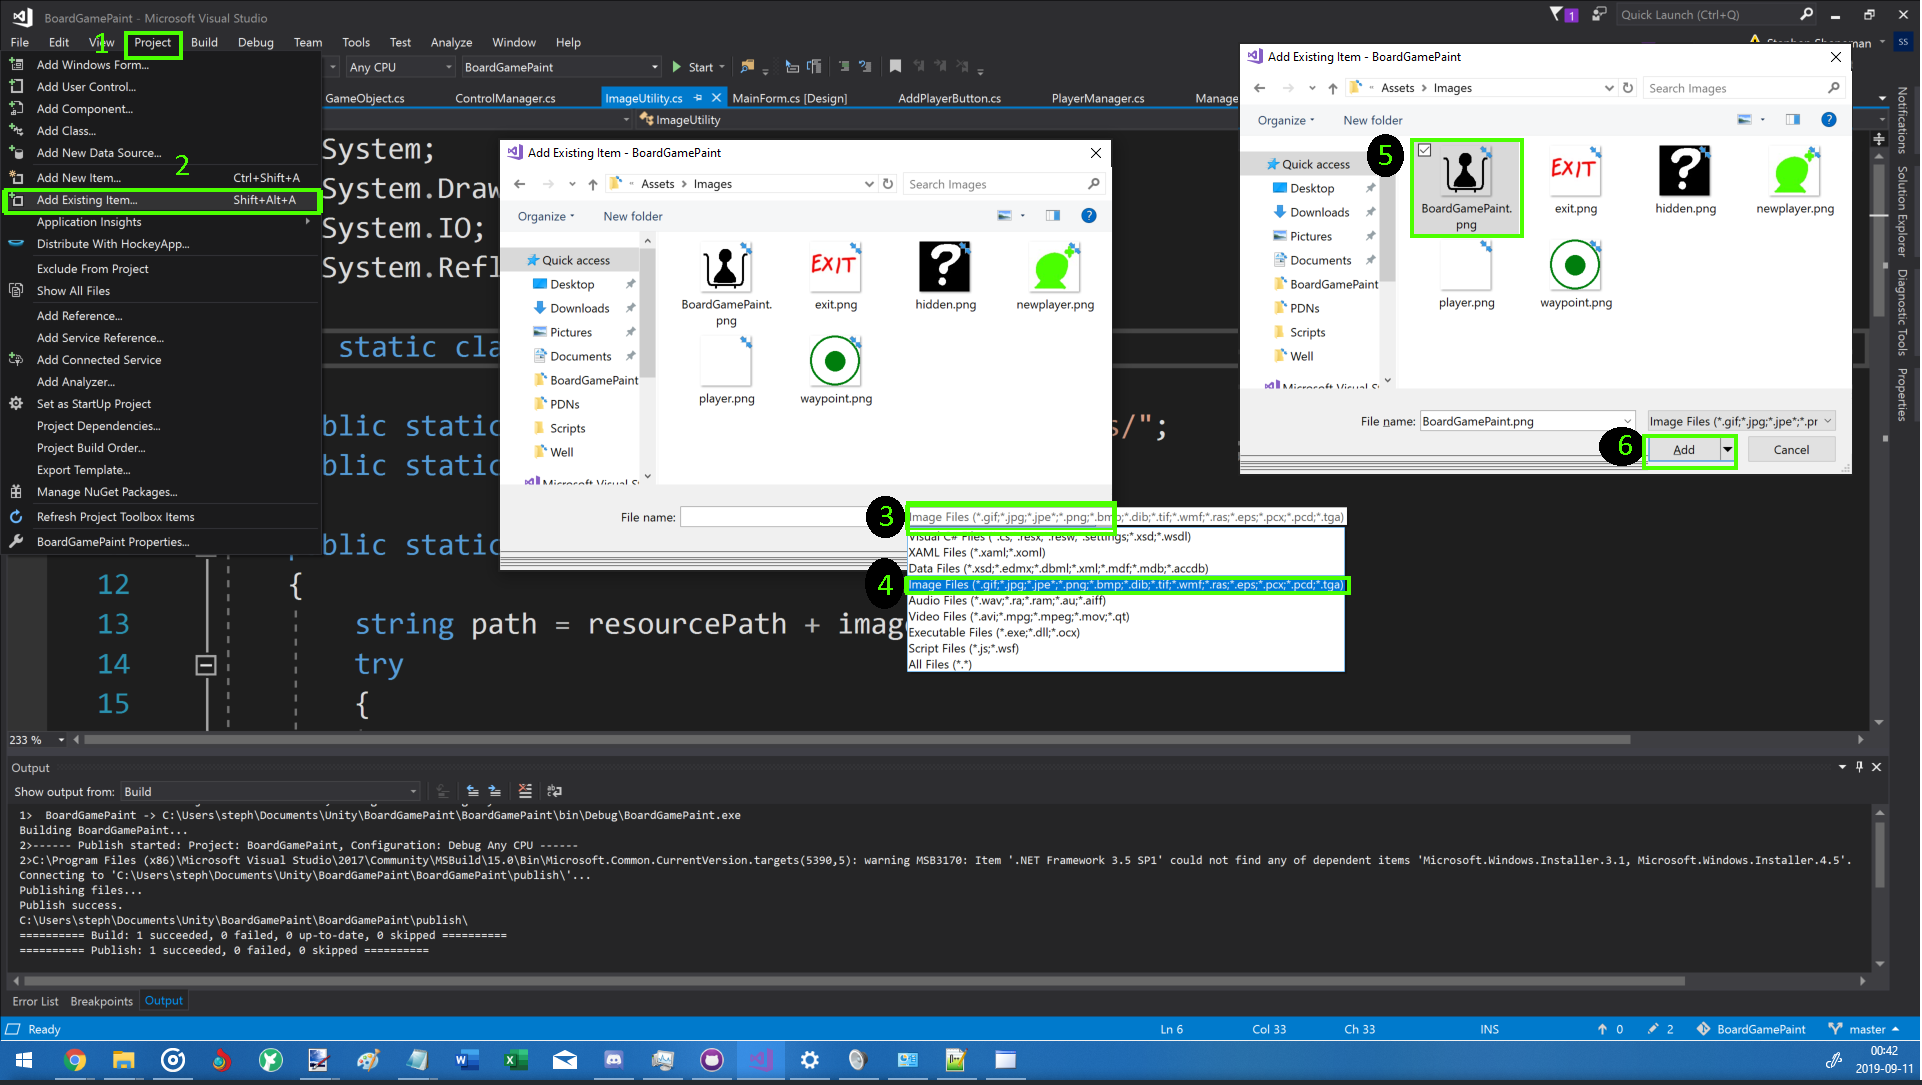 BoardGamePaint - Microsoft Visual Studio
1
Quick Launch (Ctrl+Q)
File Edit View Project Build Debug Team Tools Test Analyze Window Help
1
SS
Any CPU
BoardGamePaint
Start
GameObject.cs
ControlManager.cs
ImageUtility.cs
MainForm.cs [Design]
AddPlayerButton.cs
PlayerManager.cs
ImageUtility
Add Windows Form...
Add User Control...
Add Component...
Add Class...
Add New Data Source...
2
Add New Item... Ctrl+Shift+A
Add Existing Item... Shift+Alt+A
Application Insights
Distribute With HockeyApp...
Exclude From Project
Show All Files
Add Reference...
Add Service Reference...
Add Connected Service
Add Analyzer...
Set as StartUp Project
Project Dependencies...
Project Build Order...
Export Template...
Manage NuGet Packages...
Refresh Project Toolbox Items
BoardGamePaint Properties...
System;
System.Draw
System.IO;
System.Refl
static cla
blic static
s/";
blic static
blic static
12 {
13 string path = resourcePath + imag
14 try
15 {
Add Existing Item - BoardGamePaint
Assets > Images
Search Images
Organize
New folder
Quick access
Desktop
Downloads
Pictures
Documents
BoardGamePaint
PDNs
Scripts
Well
BoardGamePaint.
png
exit.png
hidden.png
newplayer.png
player.png
waypoint.png
EXIT
?
File name:
3
Image Files (*.gif;*.jpg;*.jpe*;*.png;*.bmp;*.dib;*.tif;*.wmf;*.ras;*.eps;*.pcx;*.pcd;*.tga)
Visual C# Files (*.cs;*.resx;*.resw;*.settings;*.xsd;*.wsdl)
XAML Files (*.xaml;*.xoml)
Data Files (*.xsd;*.edmx;*.dbml;*.xml;*.mdf;*.mdb;*.accdb)
4
Image Files (*.gif;*.jpg;*.jpe*;*.png;*.bmp;*.dib;*.tif;*.wmf;*.ras;*.eps;*.pcx;*.pcd;*.tga)
Audio Files (*.wav;*.ra;*.ram;*.au;*.aiff)
Video Files (*.avi;*.mpg;*.mpeg;*.mov;*.qt)
Executable Files (*.exe;*.dll;*.ocx)
Script Files (*.js;*.wsf)
All Files (*.*)
Add Existing Item - BoardGamePaint
Assets > Images
Search Images
Organize
New folder
5
Quick access
Desktop
Downloads
Pictures
Documents
BoardGamePaint
PDNs
Scripts
Well
BoardGamePaint.
png
exit.png
hidden.png
newplayer.png
player.png
waypoint.png
EXIT
?
File name: BoardGamePaint.png
Image Files (*.gif;*.jpg;*.jpe*;*.pr
6
Add
Cancel
Notifications
Solution Explorer
Diagnostic Tools
Properties
233 %
Output
Show output from: Build
1> BoardGamePaint -> C:\Users\steph\Documents\Unity\BoardGamePaint\BoardGamePaint\bin\Debug\BoardGamePaint.exe
Building BoardGamePaint...
2>------ Publish started: Project: BoardGamePaint, Configuration: Debug Any CPU ------
2>C:\Program Files (x86)\Microsoft Visual Studio\2017\Community\MSBuild\15.0\Bin\Microsoft.Common.CurrentVersion.targets(5390,5): warning MSB3170: Item '.NET Framework 3.5 SP1' could not find any of dependent items 'Microsoft.Windows.Installer.3.1, Microsoft.Windows.Installer.4.5'.
Connecting to 'C:\Users\steph\Documents\Unity\BoardGamePaint\BoardGamePaint\publish\'...
Publishing files...
Publish success.
C:\Users\steph\Documents\Unity\BoardGamePaint\BoardGamePaint\publish\
========== Build: 1 succeeded, 0 failed, 0 up-to-date, 0 skipped ==========
========== Publish: 1 succeeded, 0 failed, 0 skipped ==========
Error List Breakpoints Output
Ready
Ln 6
Col 33
Ch 33
INS
0
2
BoardGamePaint
master
00:42
2019-09-11